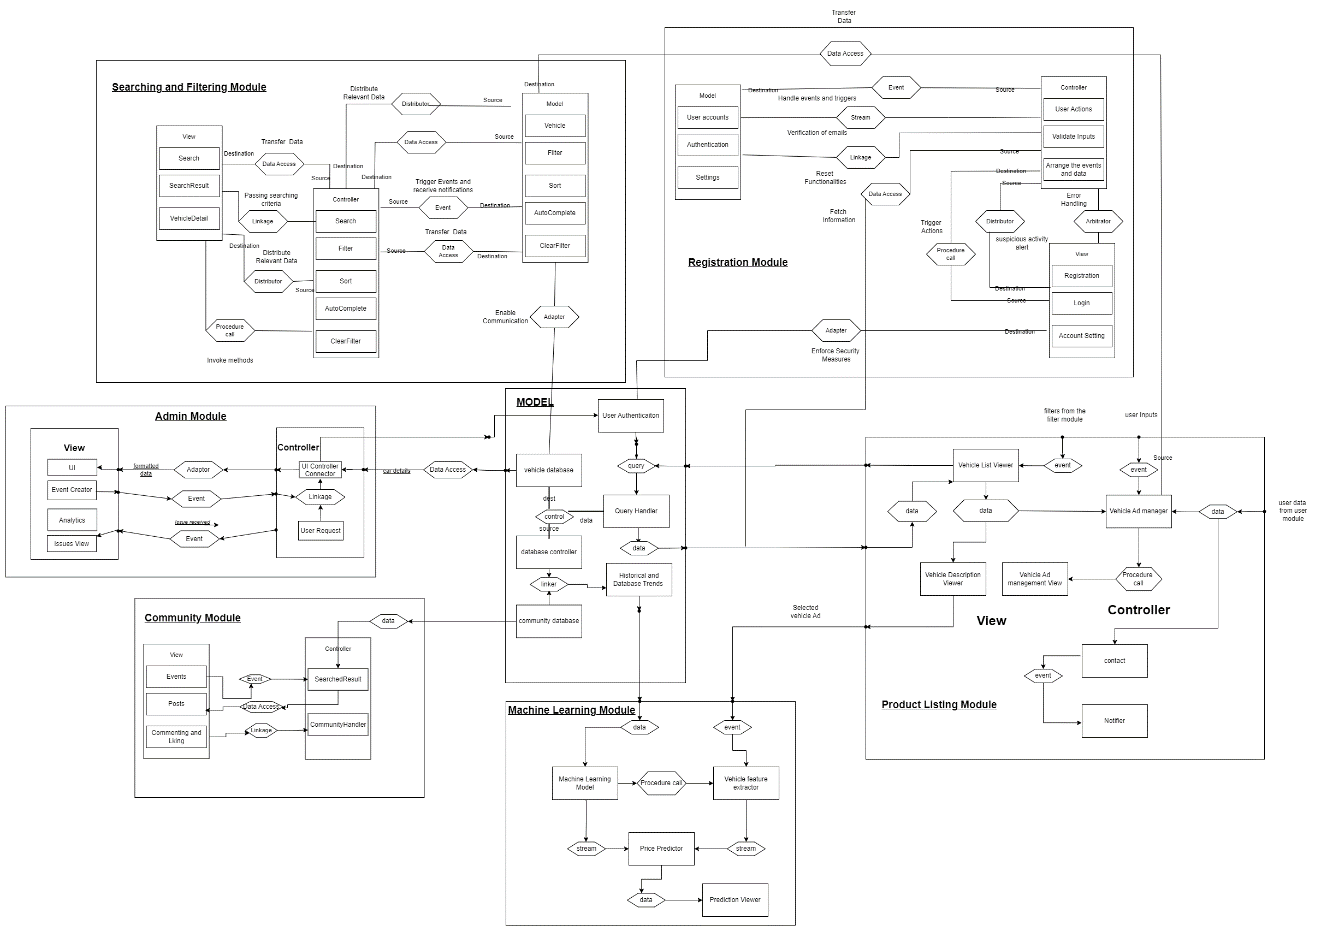 Transfer
Data
Data Access
Searching and Filtering Module
Distribute
Relevant Data
Distributor
Source
Destination
Model
Vehicle
Filter
Sort
AutoComplete
ClearFilter
View
Search
SearchResult
VehicleDetail
Transfer Data
Destination
Data Access
Source
Destination
Destination
Data Access
Source
Passing searching
criteria
Linkage
Destination
Distribute
Relevant Data
Distributor
Source
Procedure
call
Invoke methods
Controller
Search
Filter
Sort
AutoComplete
ClearFilter
Trigger Events and
recerive notifications
Source
Event
Destination
Transfer Data
Source
Data
Access
Destination
Enable
Communication
Adaptor
Model
User accounts
Authentication
Settings
Destination
Event
Source
Handle events and triggers
Stream
Verification of emails
Linkage
Source
Reset
Functionalities
Data Access
Fetch
Information
Controller
User Actions
Validate Inputs
Arrange the events
and data
Destination
Source
Error
Handling
Trigger
Actions
Distributor
Arbitrator
suspicious activity
alert
Procedure
call
View
Registration
Login
Account Setting
Destination
Source
Destination
Registration Module
Adapter
Enforce Security
Measures
Admin Module
View
UI
Event Creator
Analytics
Issues View
formatted
data
Adaptor
Event
Issue received
Event
Controller
UI Controller
Connector
Linkage
User Request
car details
Data Access
MODEL
User Authenticaiton
vehicle database
query
dest
control
data
source
Query Handler
database controller
data
linker
Historical and
Database Trends
community database
Community Module
View
Events
Posts
Commenting and
Liking
Event
Data Access
Linkage
Controller
SearchedResult
CommunityHandler
data
Machine Learning Module
data
event
Machine Learning
Model
Procedure call
Vehicle feature
extractor
stream
Price Predictor
stream
data
Prediction Viewer
filters from the
filter module
user Inputs
Vehicle List Viewer
event
event
Source
data
data
Vehicle Ad manager
data
user data
from user
module
Vehicle Description
Viewer
Vehicle Ad
management View
Procedure
call
Selected
vehicle Ad
View
Controller
contact
event
Notifier
Product Listing Module